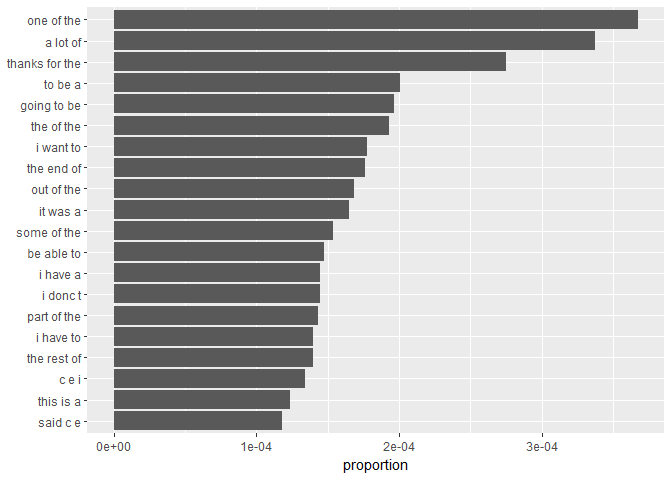 one of the
a lot of
thanks for the
to be a
going to be
the of the
i want to
the end of
out of the
it was a
some of the
be able to
i have a
i donc t
part of the
i have to
the rest of
c e i
this is a
said c e
0e+00 1e-04 2e-04 3e-04
proportion